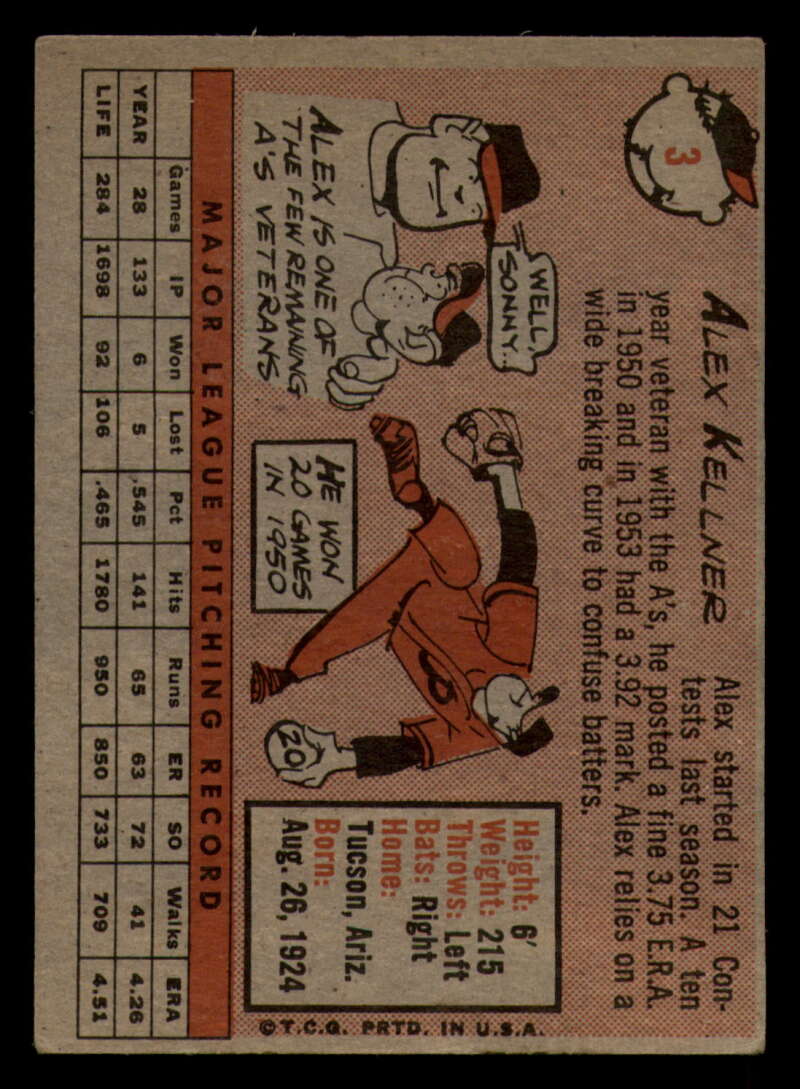 3
ALEX KELLNER
Alex started in 21 Con-
tests last season. A ten
year veteran with the A's, he posted a fine 3.75 E.R.A.
in 1950 and in 1953 had a 3.92 mark. Alex relies on a
wide breaking curve to confuse batters.
WELL,
SONNY..
ALEX IS ONE OF
THE FEW REMAINING
A'S VETERANS
HE WON
20 GAMES
IN 1950
20
Height: 6'
Weight: 215
Throws: Left
Bats: Right
Home:
Tucson, Ariz.
Born:
Aug. 26, 1924
MAJOR LEAGUE PITCHING RECORD
Games IP Won Lost Pct Hits Runs ER SO Walks ERA
YEAR 28 133 6 5 .545 141 65 63 72 41 4.26
LIFE 284 1698 92 106 .465 1780 950 850 733 709 4.51
©T.C.G. PRTD. IN U.S.A.